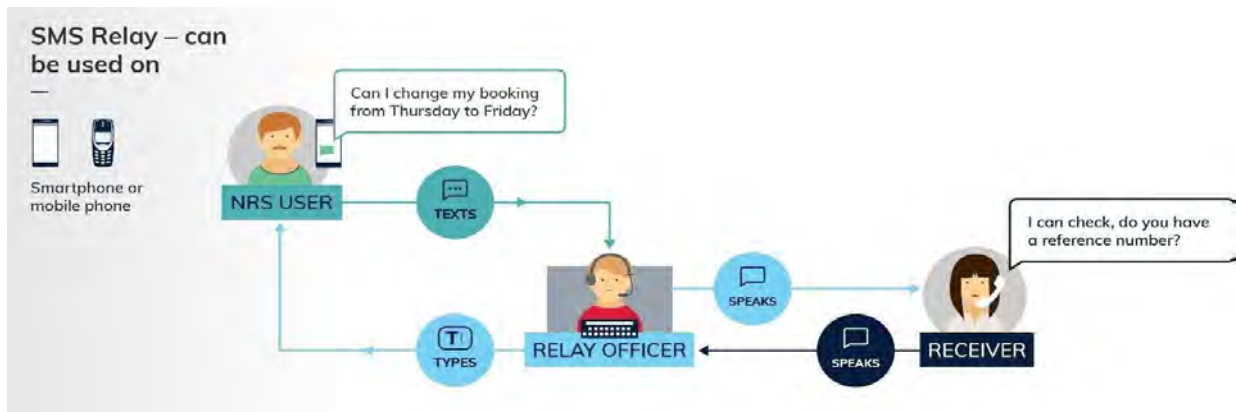 SMS Relay – can
be used on
Smartphone or
mobile phone
Can I change my booking
from Thursday to Friday?
NRS USER
TEXTS
I can check, do you have
a reference number?
SPEAKS
RELAY OFFICER
TYPES
T
SPEAKS
RECEIVER